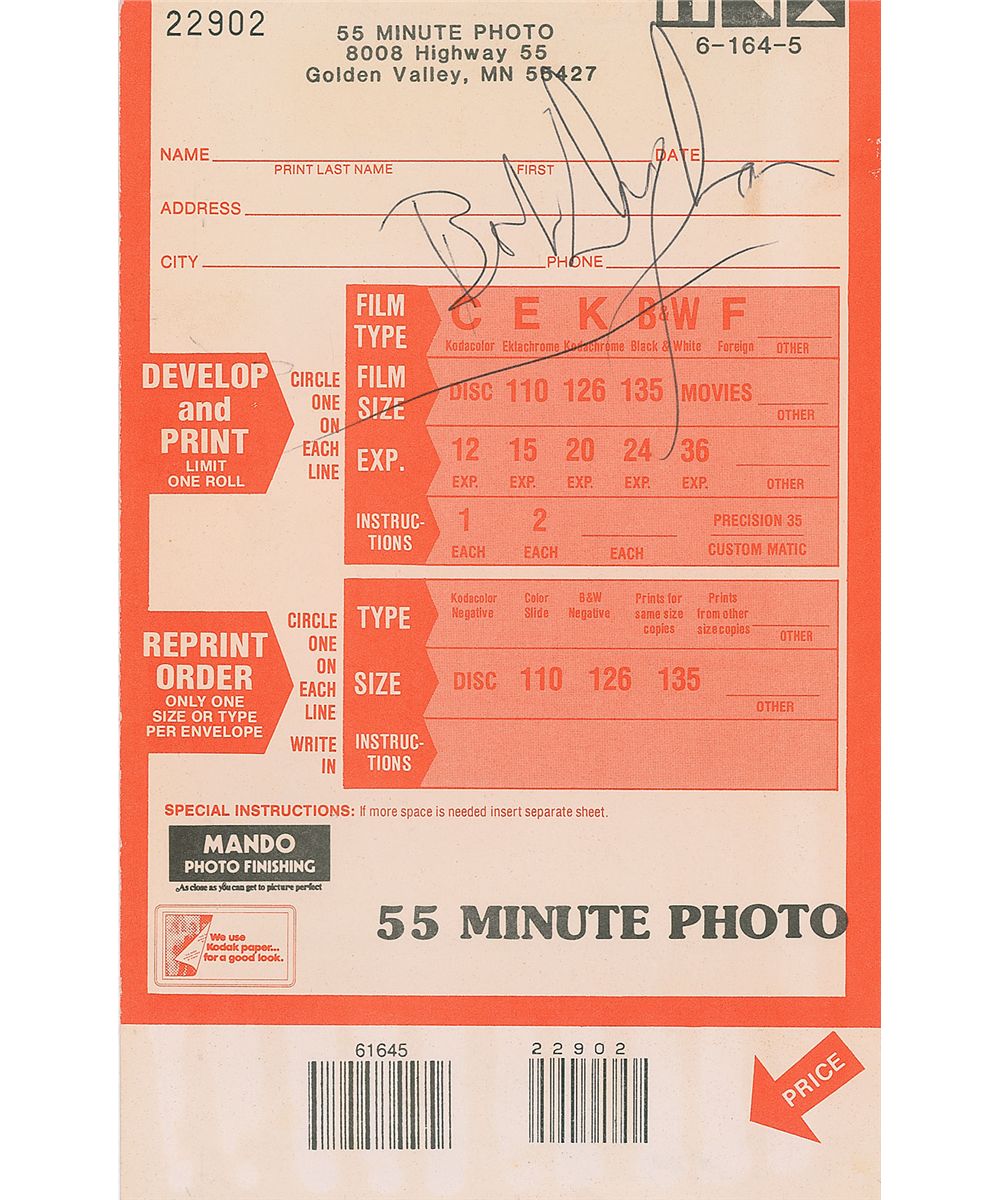 22902
55 MINUTE PHOTO
8008 Highway 55
Golden Valley, MN 55427
6-164-5
NAME
PRINT LAST NAME FIRST DATE
Bob Dylan
ADDRESS
CITY PHONE
DEVELOP
and
PRINT
LIMIT
ONE ROLL
CIRCLE
ONE
ON
EACH
LINE
FILM
TYPE
C E K B&W F
Kodacolor Ektachrome Kodachrome Black & White Foreign OTHER
FILM
SIZE
DISC 110 126 135 MOVIES
OTHER
EXP.
12 15 20 24 36
EXP. EXP. EXP. EXP. EXP. OTHER
INSTRUC-
TIONS
1 2 PRECISION 35
EACH EACH EACH CUSTOM MATIC
REPRINT
ORDER
ONLY ONE
SIZE OR TYPE
PER ENVELOPE
CIRCLE
ONE
ON
EACH
LINE
WRITE
IN
TYPE
Kodacolor Color B&W Prints for Prints
Negative Slide Negative same size from other
copies size copies OTHER
SIZE
DISC 110 126 135
OTHER
INSTRUC-
TIONS
SPECIAL INSTRUCTIONS: If more space is needed insert separate sheet.
MANDO
PHOTO FINISHING
As close as you can get to picture perfect
We use
Kodak paper...
for a good look.
55 MINUTE PHOTO
61645
22902
PRICE